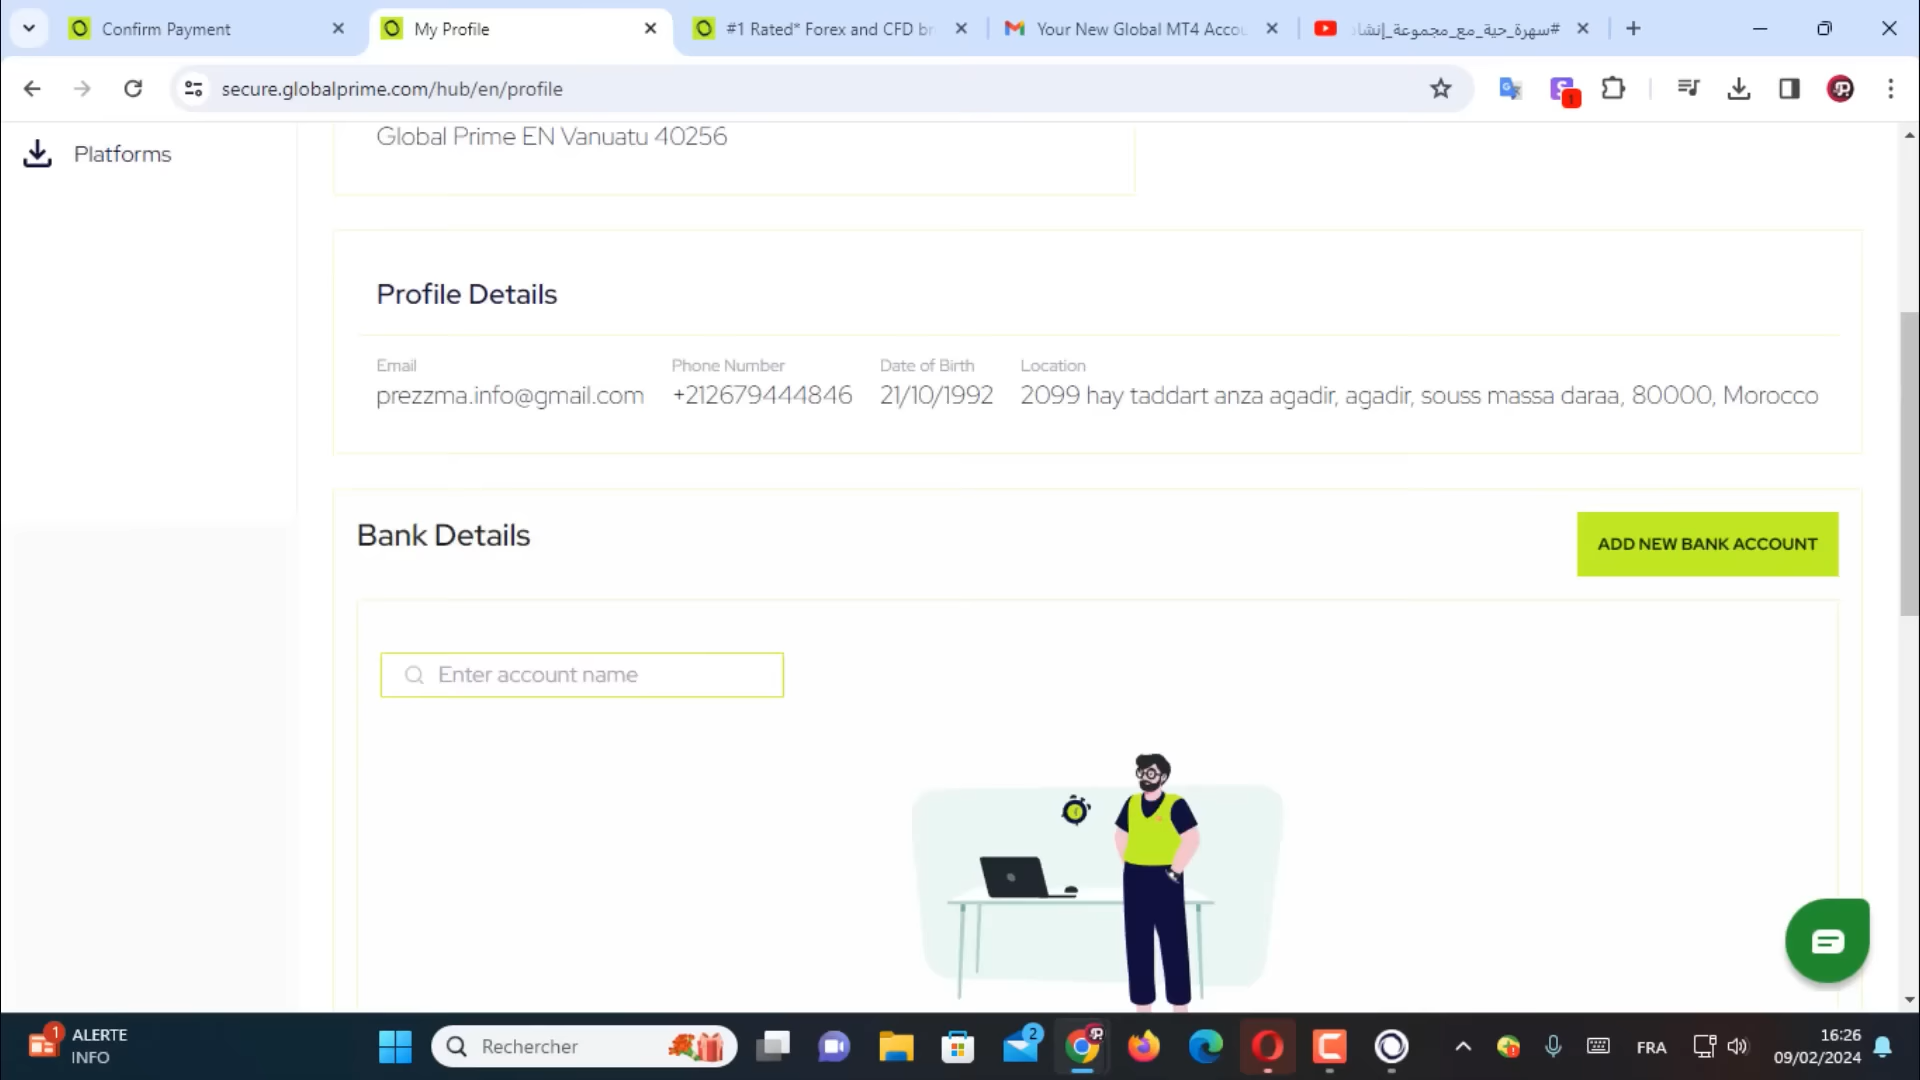 Confirm Payment
My Profile
#1 Rated* Forex and CFD br
Your New Global MT4 Accou
#سهرة_حية_مع_مجموعة_إنشاد
secure.globalprime.com/hub/en/profile
1
Platforms
Global Prime EN Vanuatu 40256
Profile Details
Email
Phone Number
Date of Birth
Location
prezzma.info@gmail.com
+212679444846
21/10/1992
2099 hay taddart anza agadir, agadir, souss massa daraa, 80000, Morocco
Bank Details
ADD NEW BANK ACCOUNT
Enter account name
1
ALERTE
INFO
Rechercher
2
FRA
16:26
09/02/2024